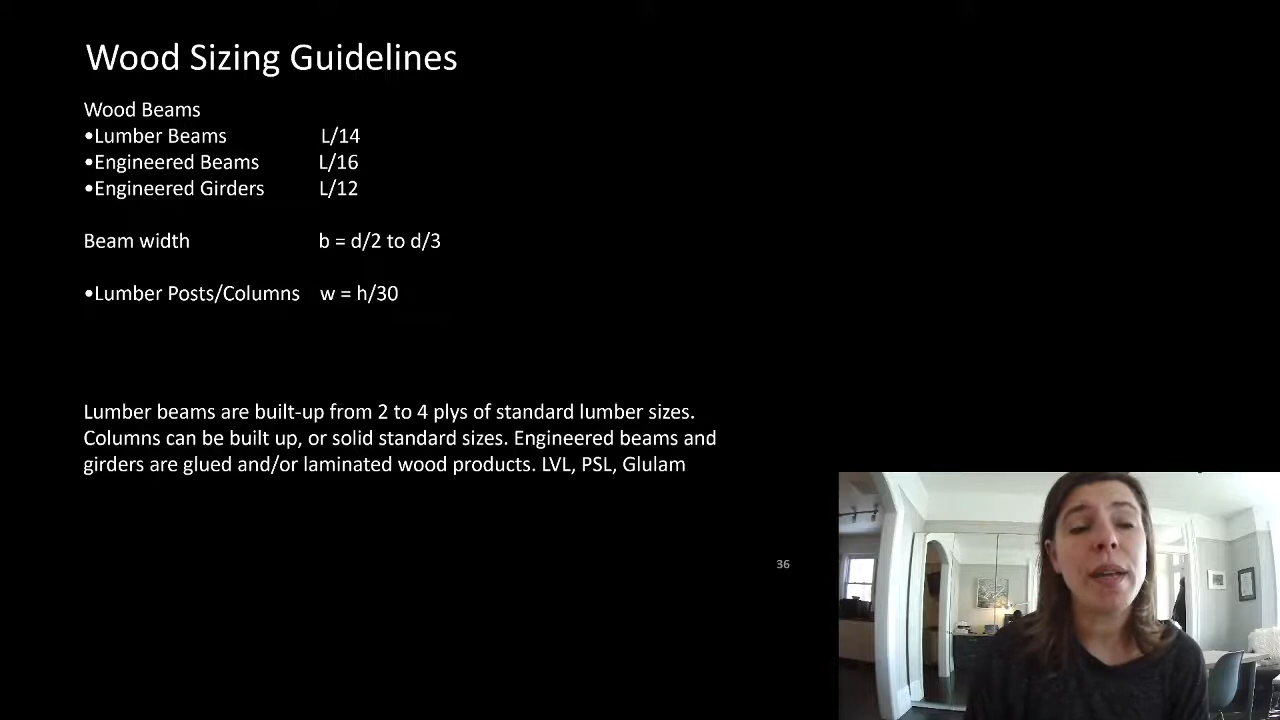 Wood Sizing Guidelines
Wood Beams
•Lumber Beams L/14
•Engineered Beams L/16
•Engineered Girders L/12
Beam width b = d/2 to d/3
•Lumber Posts/Columns w = h/30
Lumber beams are built-up from 2 to 4 plys of standard lumber sizes.
Columns can be built up, or solid standard sizes. Engineered beams and
girders are glued and/or laminated wood products. LVL, PSL, Glulam
36